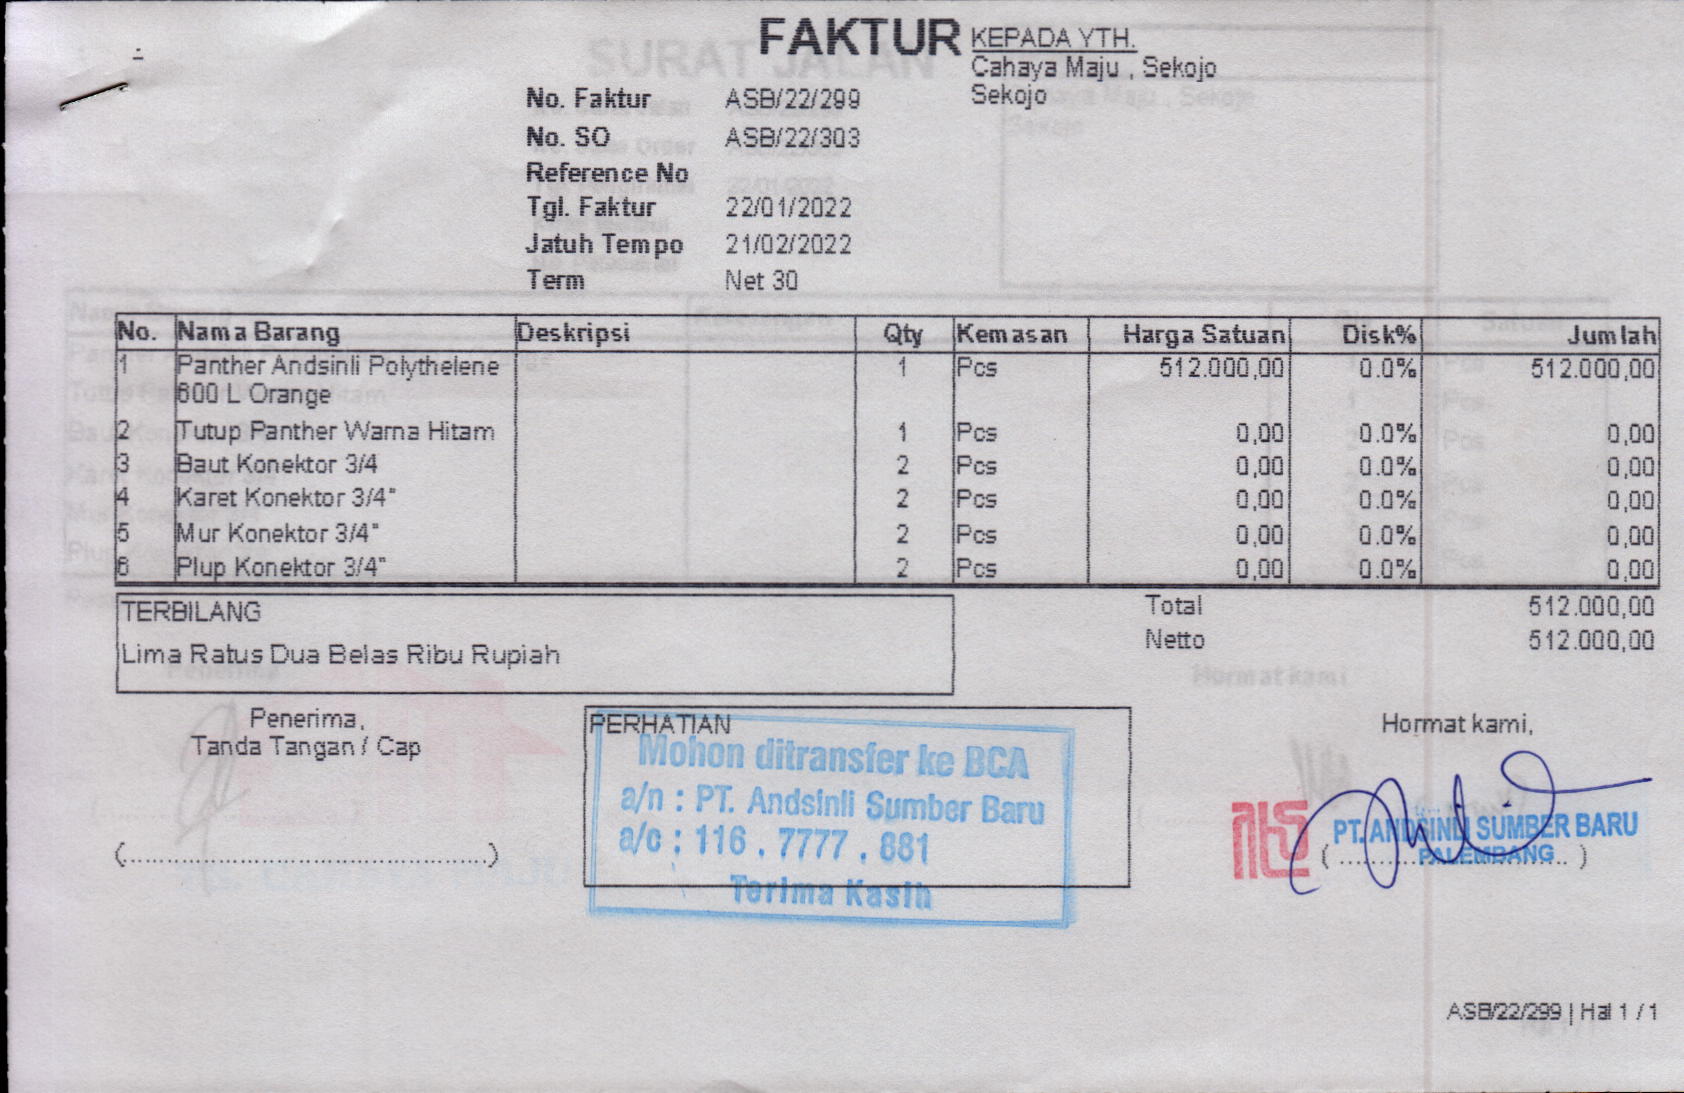 FAKTUR
KEPADA YTH.
Cahaya Maju , Sekojo
Sekojo
No. Faktur ASB/22/299
No. SO ASB/22/303
Reference No
Tgl. Faktur 22/01/2022
Jatuh Tempo 21/02/2022
Term Net 30
No. Nama Barang Deskripsi Qty Kemasan Harga Satuan Disk% Jumlah
1 Panther Andsinli Polythelene 1 Pcs 512.000,00 0.0% 512.000,00
600 L Orange
2 Tutup Panther Warna Hitam 1 Pcs 0,00 0.0% 0,00
3 Baut Konektor 3/4 2 Pcs 0,00 0.0% 0,00
4 Karet Konektor 3/4" 2 Pcs 0,00 0.0% 0,00
5 Mur Konektor 3/4" 2 Pcs 0,00 0.0% 0,00
6 Plup Konektor 3/4" 2 Pcs 0,00 0.0% 0,00
TERBILANG
Lima Ratus Dua Belas Ribu Rupiah
Total 512.000,00
Netto 512.000,00
Penerima,
Tanda Tangan / Cap
(................................................)
PERHATIAN
Mohon ditransfer ke BCA
a/n : PT. Andsinli Sumber Baru
a/c : 116 . 7777 . 881
Terima Kasih
Hormat kami,
PT. ANDSINLI SUMBER BARU
PALEMBANG
ASB/22/299 | Hal 1 / 1